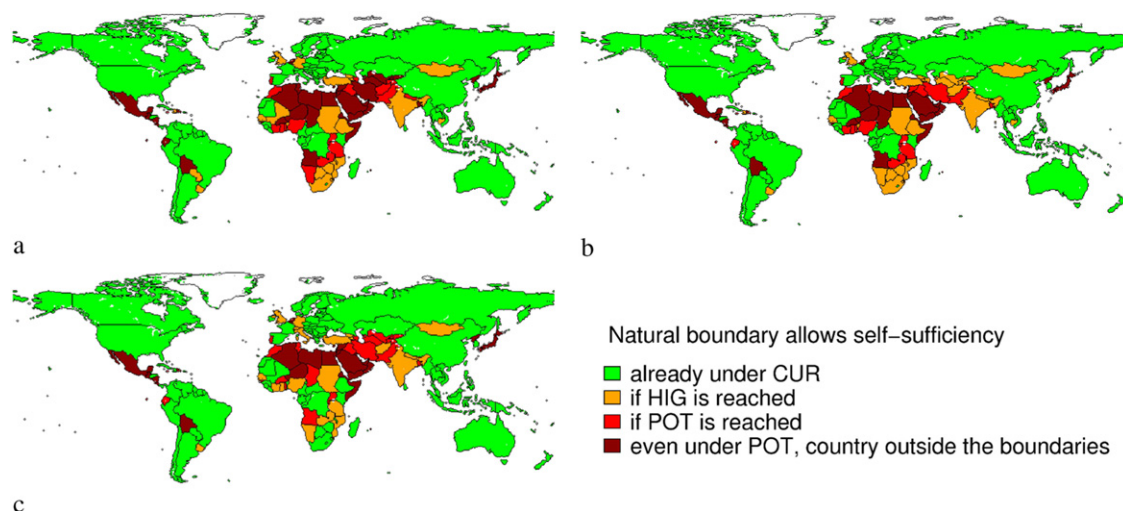 a
b
c
Natural boundary allows self−sufficiency
already under CUR
if HIG is reached
if POT is reached
even under POT, country outside the boundaries